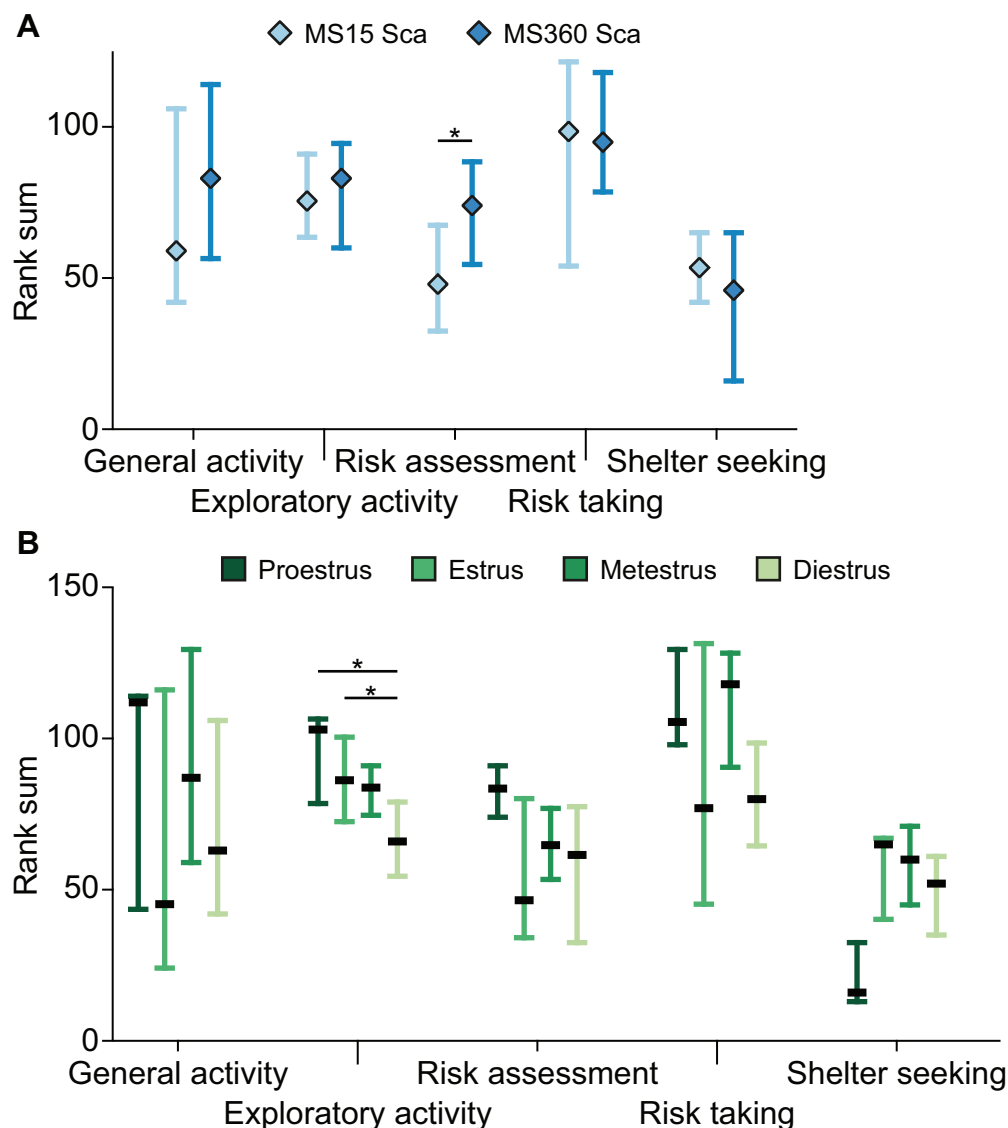 A
MS15 Sca MS360 Sca
Rank sum
100
50
0
*
General activity Risk assessment Shelter seeking
Exploratory activity Risk taking
B
Proestrus Estrus Metestrus Diestrus
Rank sum
150
100
50
0
*
*
General activity Risk assessment Shelter seeking
Exploratory activity Risk taking